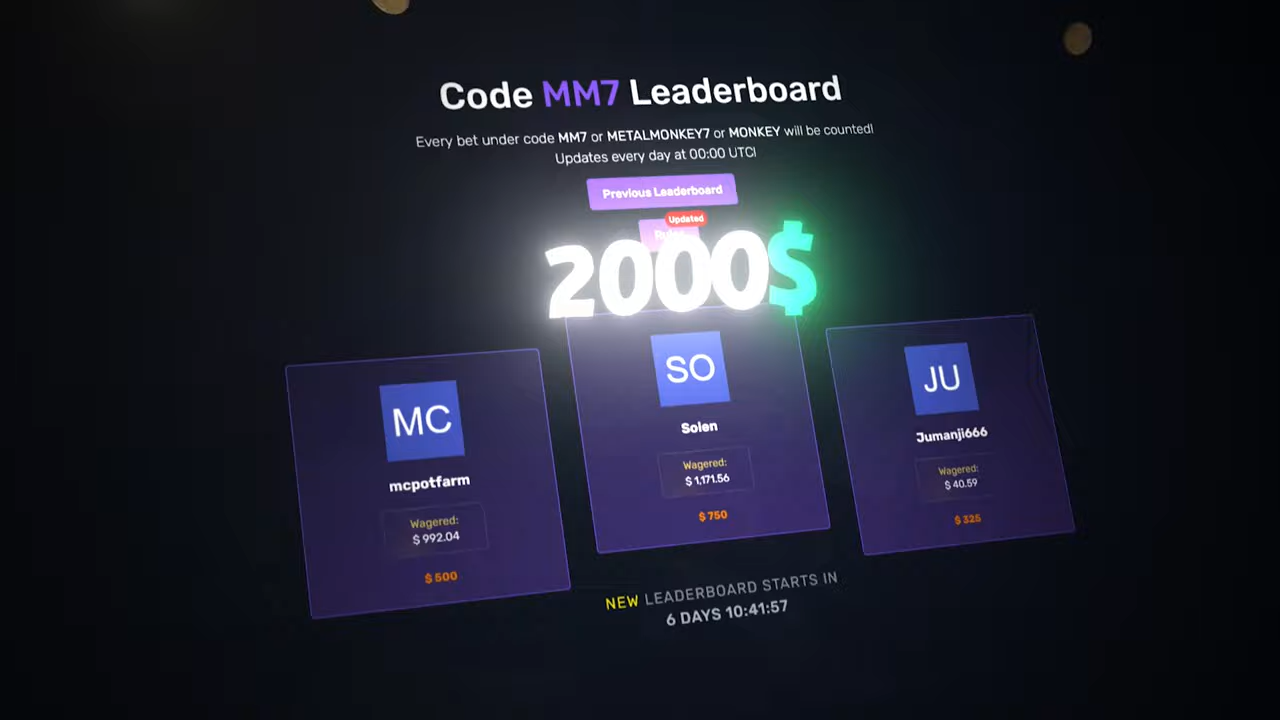 Code MM7 Leaderboard
Every bet under code MM7 or METALMONKEY7 or MONKEY will be counted!
Updates every day at 00:00 UTC!
Previous Leaderboard
Updated
2000$
MC
mcpotfarm
Wagered:
$ 992.04
$ 500
SO
Solen
Wagered:
$ 1,171.56
$ 750
JU
Jumanji666
Wagered:
$ 40.59
$ 325
NEW LEADERBOARD STARTS IN
6 DAYS 10:41:57